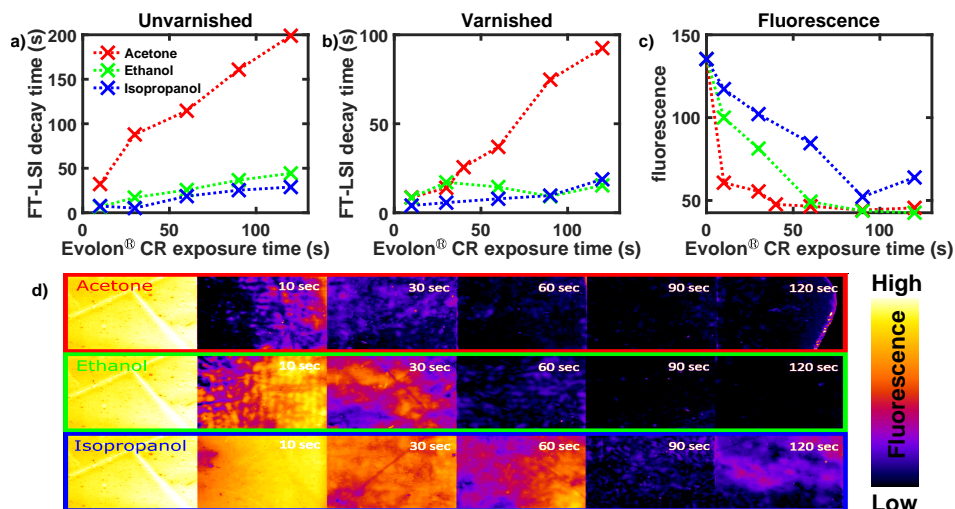 Unvarnished
Varnished
Fluorescence
a)
b)
c)
FT-LSI decay time (s)
200
150
100
50
0
Acetone
Ethanol
Isopropanol
0
50
100
Evolon® CR exposure time (s)
FT-LSI decay time (s)
100
50
0
0
50
100
Evolon® CR exposure time (s)
fluorescence
150
100
50
0
50
100
Evolon® CR exposure time (s)
d)
Acetone
10 sec
30 sec
60 sec
90 sec
120 sec
Ethanol
10 sec
30 sec
60 sec
90 sec
120 sec
Isopropanol
10 sec
30 sec
60 sec
90 sec
120 sec
High
Fluorescence
Low